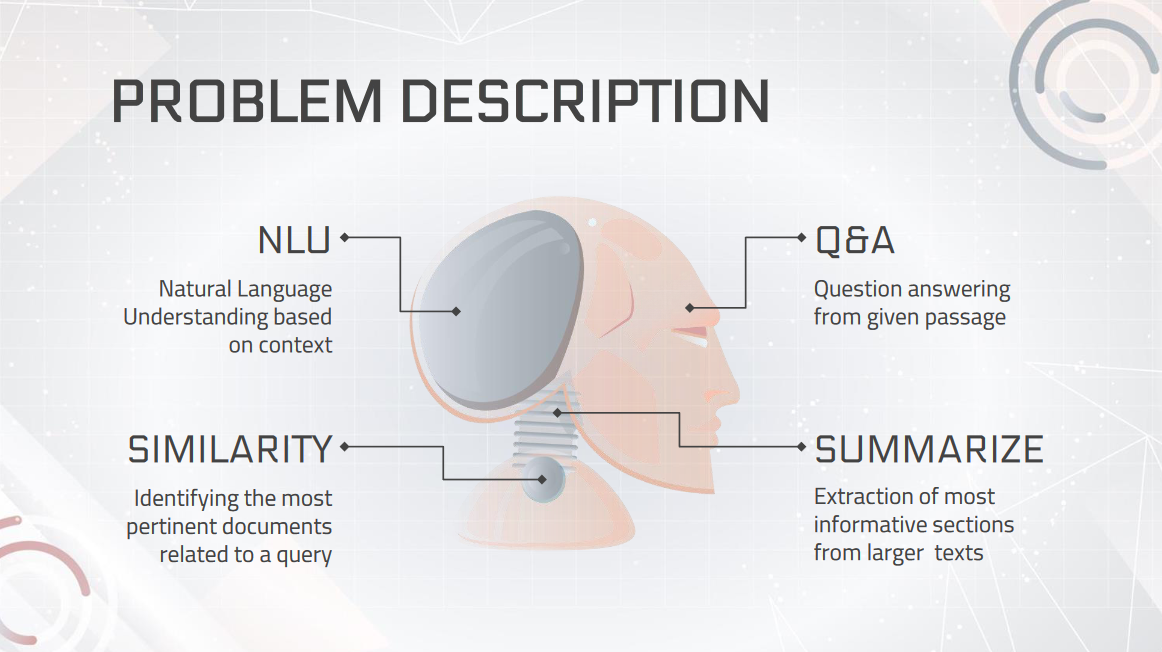 PROBLEM DESCRIPTION
NLU
Natural Language
Understanding based
on context
Q&A
Question answering
from given passage
SIMILARITY
Identifying the most
pertinent documents
related to a query
SUMMARIZE
Extraction of most
informative sections
from larger  texts